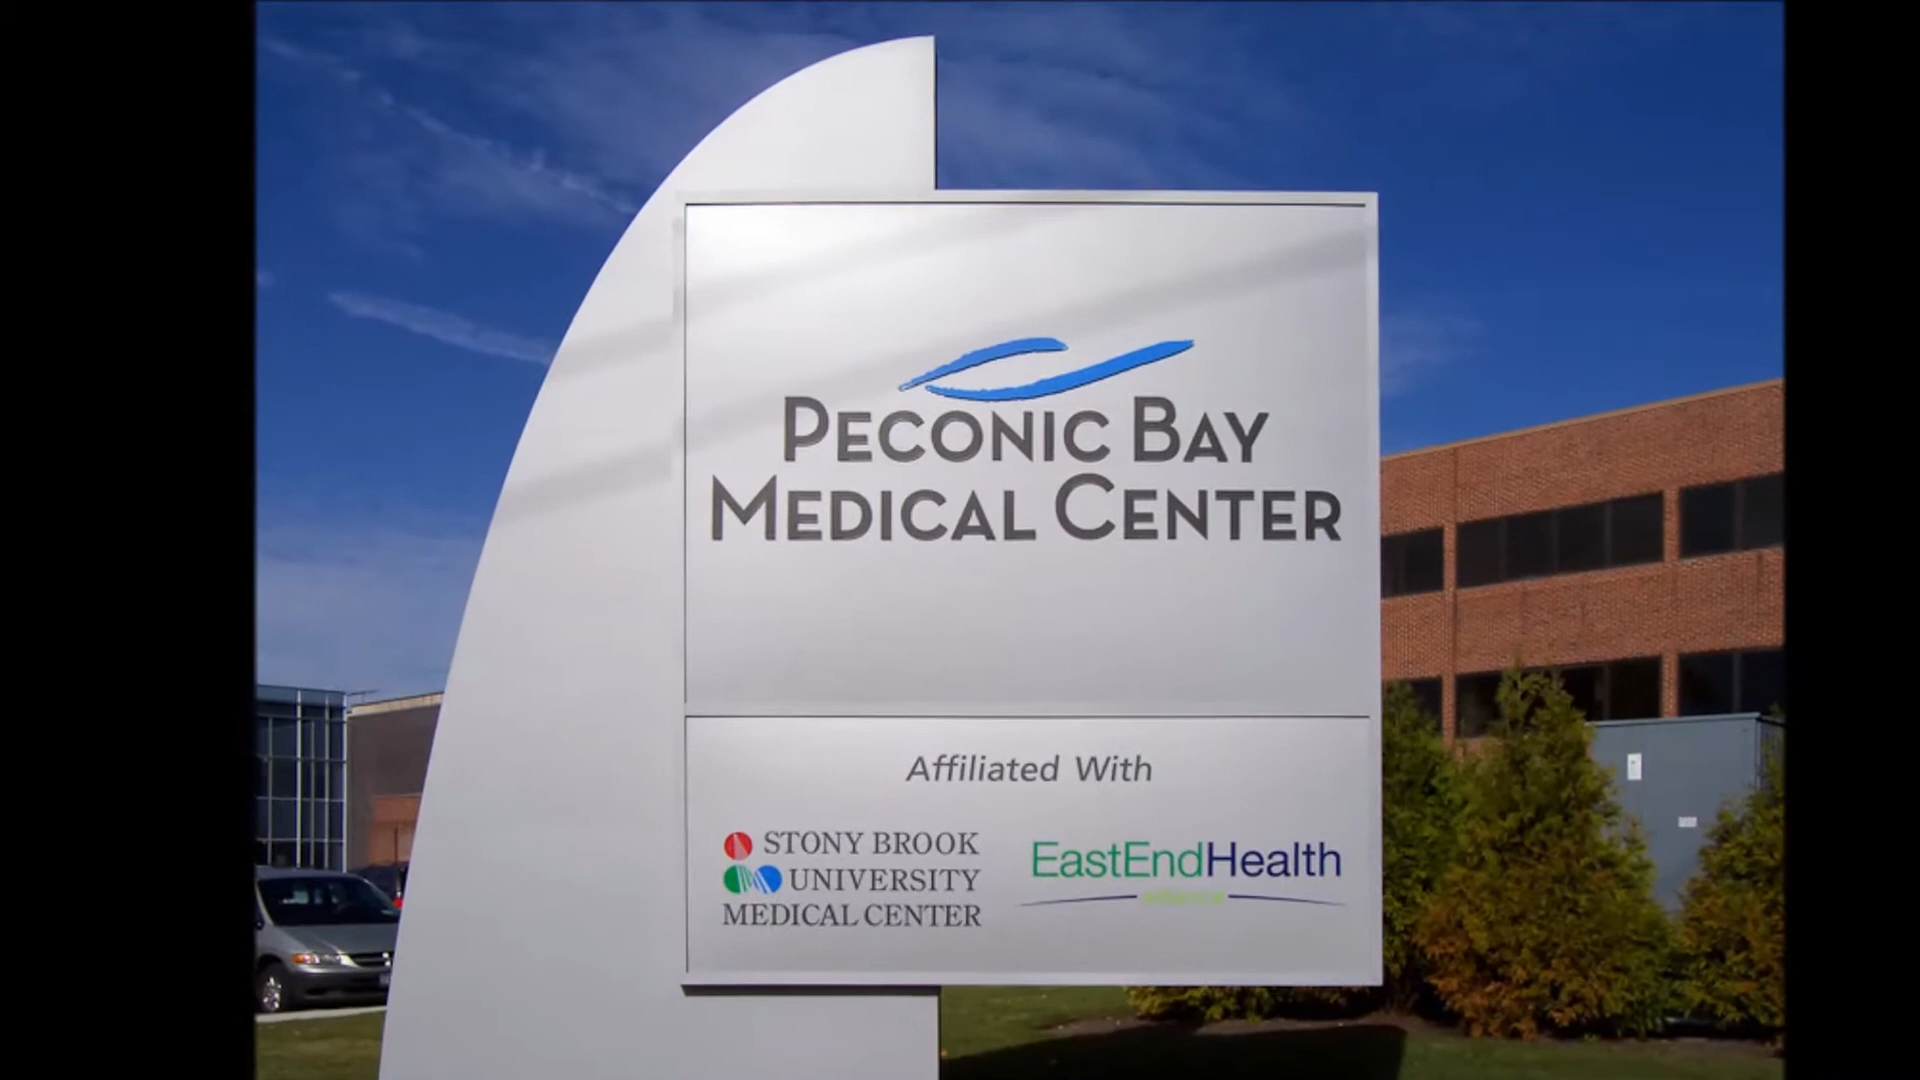 PECONIC BAY
MEDICAL CENTER
Affiliated With
STONY BROOK
UNIVERSITY
MEDICAL CENTER
EastEndHealth